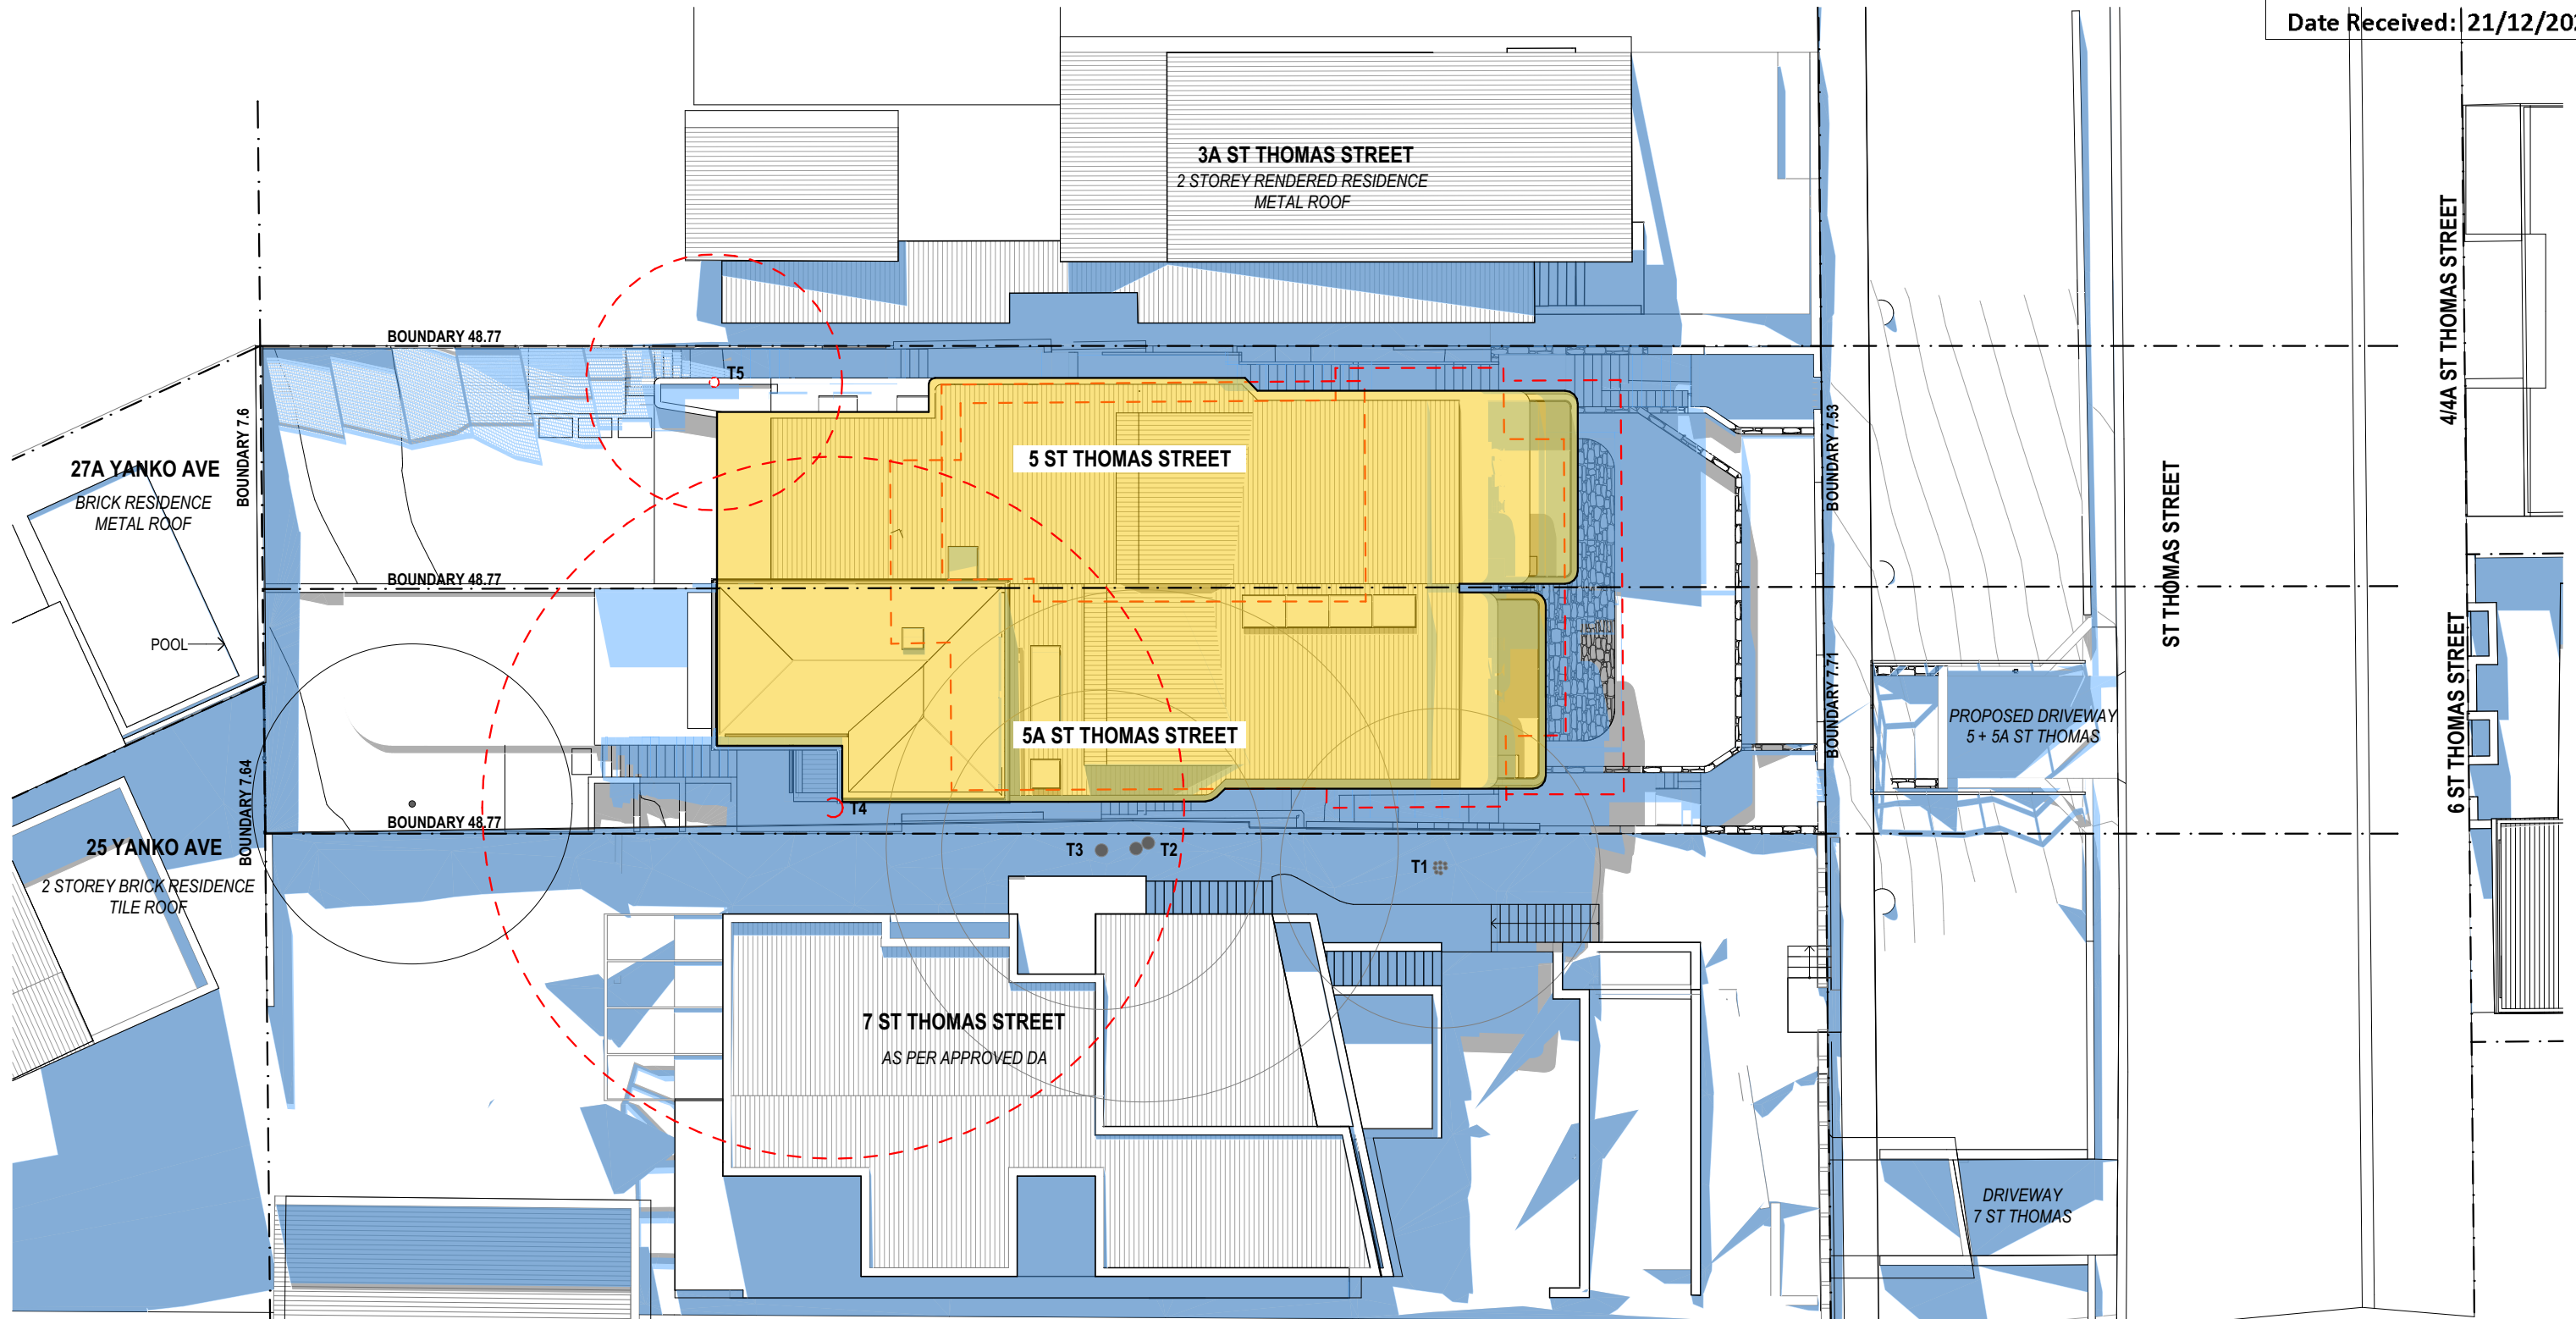 Date Received: 21/12/20
3A ST THOMAS STREET
2 STOREY RENDERED RESIDENCE
METAL ROOF
4/4A ST THOMAS STREET
BOUNDARY 48.77
T5
BOUNDARY 7.6
27A YANKO AVE
BRICK RESIDENCE
METAL ROOF
5 ST THOMAS STREET
BOUNDARY 7.53
ST THOMAS STREET
BOUNDARY 48.77
POOL
5A ST THOMAS STREET
BOUNDARY 7.71
PROPOSED DRIVEWAY
5 + 5A ST THOMAS
6 ST THOMAS STREET
T4
BOUNDARY 48.77
BOUNDARY 7.64
25 YANKO AVE
2 STOREY BRICK RESIDENCE
TILE ROOF
T3
T2
T1
7 ST THOMAS STREET
AS PER APPROVED DA
DRIVEWAY
7 ST THOMAS